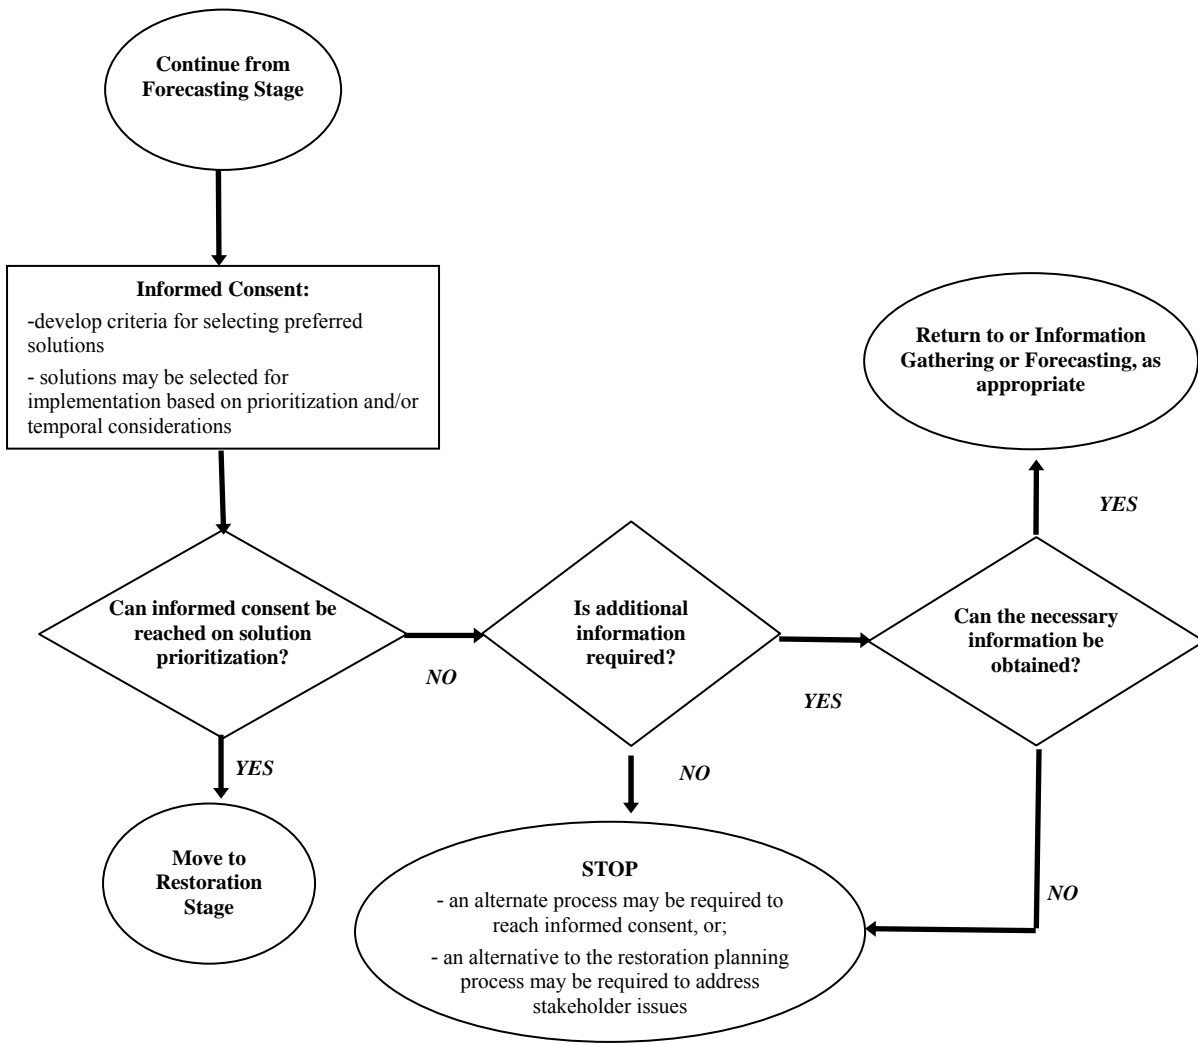 Continue from
Forecasting Stage
Informed Consent:
-develop criteria for selecting preferred
solutions
- solutions may be selected for
implementation based on prioritization and/or
temporal considerations
Return to or Information
Gathering or Forecasting, as
appropriate
YES
Can informed consent be
reached on solution
prioritization?
NO
Is additional
information
required?
YES
Can the necessary
information be
obtained?
YES
NO
NO
Move to
Restoration
Stage
STOP
- an alternate process may be required to
reach informed consent, or;
- an alternative to the restoration planning
process may be required to address
stakeholder issues